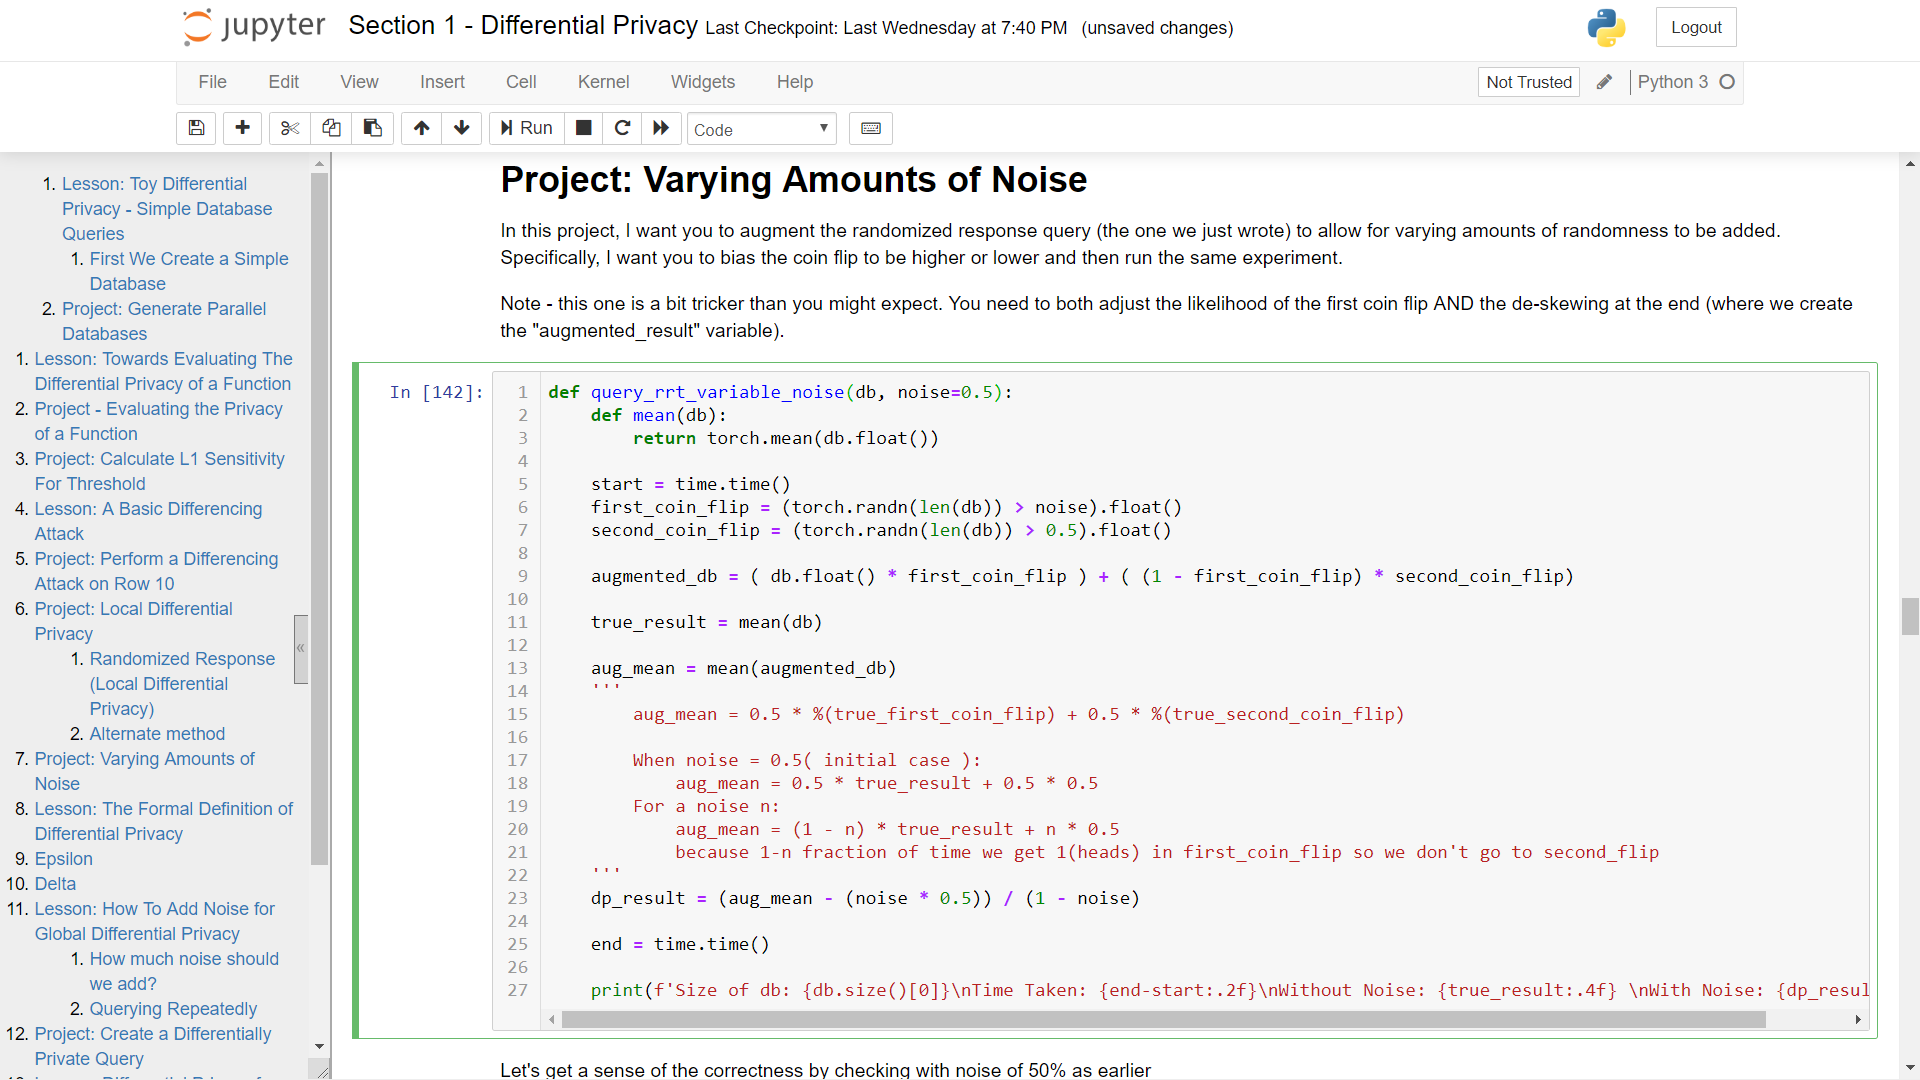 jupyter Section 1 - Differential Privacy Last Checkpoint: Last Wednesday at 7:40 PM (unsaved changes) Logout
File Edit View Insert Cell Kernel Widgets Help Not Trusted Python 3
Run Code
1. Lesson: Toy Differential
Privacy - Simple Database
Queries
1. First We Create a Simple
Database
2. Project: Generate Parallel
Databases
1. Lesson: Towards Evaluating The
Differential Privacy of a Function
2. Project - Evaluating the Privacy
of a Function
3. Project: Calculate L1 Sensitivity
For Threshold
4. Lesson: A Basic Differencing
Attack
5. Project: Perform a Differencing
Attack on Row 10
6. Project: Local Differential
Privacy
1. Randomized Response
(Local Differential
Privacy)
2. Alternate method
7. Project: Varying Amounts of
Noise
8. Lesson: The Formal Definition of
Differential Privacy
9. Epsilon
10. Delta
11. Lesson: How To Add Noise for
Global Differential Privacy
1. How much noise should
we add?
2. Querying Repeatedly
12. Project: Create a Differentially
Private Query
«
Project: Varying Amounts of Noise
In this project, I want you to augment the randomized response query (the one we just wrote) to allow for varying amounts of randomness to be added.
Specifically, I want you to bias the coin flip to be higher or lower and then run the same experiment.
Note - this one is a bit tricker than you might expect. You need to both adjust the likelihood of the first coin flip AND the de-skewing at the end (where we create
the "augmented_result" variable).
In [142]:
1 def query_rrt_variable_noise(db, noise=0.5):
2     def mean(db):
3         return torch.mean(db.float())
4
5     start = time.time()
6     first_coin_flip = (torch.randn(len(db)) > noise).float()
7     second_coin_flip = (torch.randn(len(db)) > 0.5).float()
8
9     augmented_db = ( db.float() * first_coin_flip ) + ( (1 - first_coin_flip) * second_coin_flip)
10
11     true_result = mean(db)
12
13     aug_mean = mean(augmented_db)
14     '''
15         aug_mean = 0.5 * %(true_first_coin_flip) + 0.5 * %(true_second_coin_flip)
16
17         When noise = 0.5( initial case ):
18             aug_mean = 0.5 * true_result + 0.5 * 0.5
19         For a noise n:
20             aug_mean = (1 - n) * true_result + n * 0.5
21             because 1-n fraction of time we get 1(heads) in first_coin_flip so we don't go to second_flip
22     '''
23     dp_result = (aug_mean - (noise * 0.5)) / (1 - noise)
24
25     end = time.time()
26
27     print(f'Size of db: {db.size()[0]}\nTime Taken: {end-start:.2f}\nWithout Noise: {true_result:.4f} \nWith Noise: {dp_resul
Let's get a sense of the correctness by checking with noise of 50% as earlier